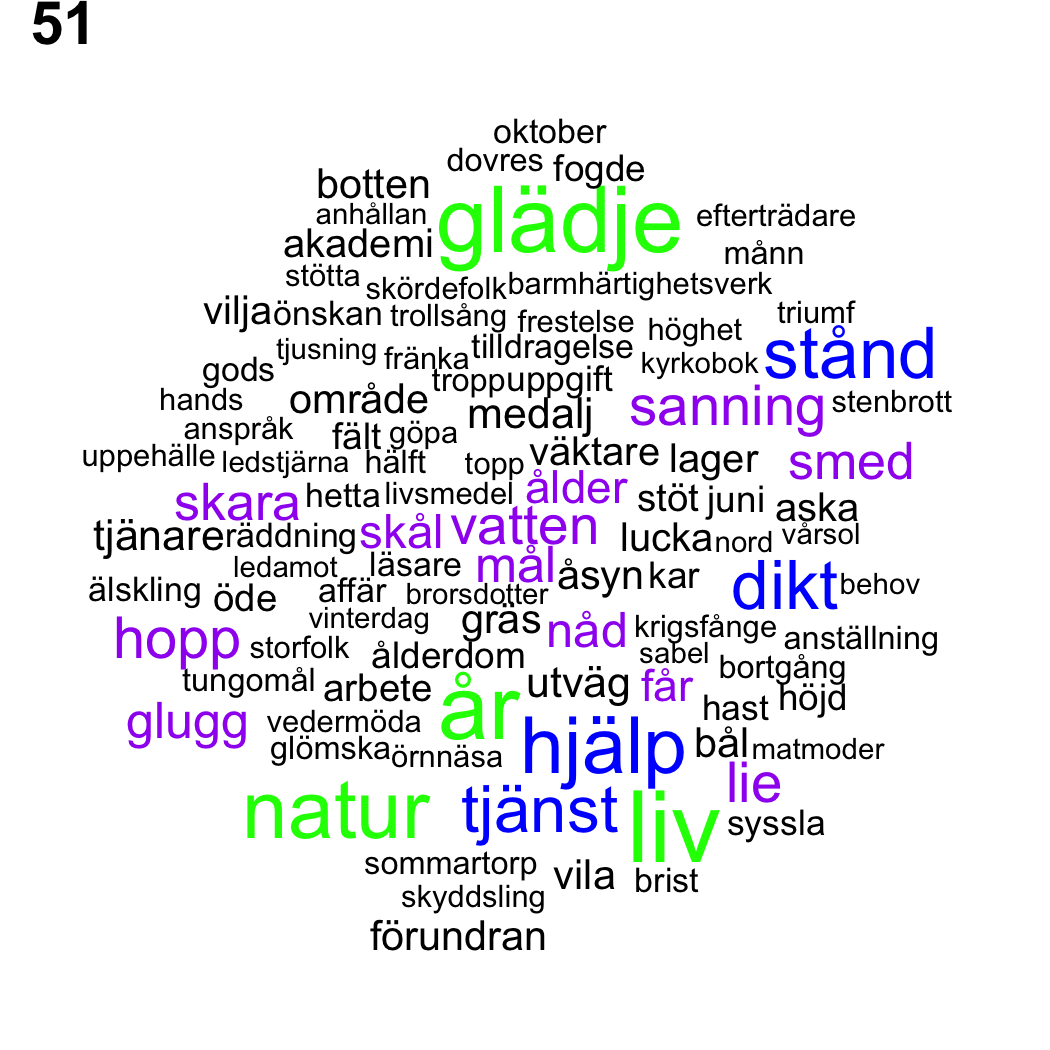 51
oktober
dovres fogde
botten
anhållan glädje efterträdare
akademi månn
stötta skördefolk barmhärtighetsverk
vilja önskan trollsång frestelse höghet triumf
tjusning fränka tilldragelse kyrkobok stånd
gods troppuppgift
hands område medalj sanning stenbrott
anspråk fält göpa
uppehälle ledstjärna hälft topp väktare lager smed
skara hetta livsmedel ålder stöt juni aska
tjänare räddning skål vatten lucka nord vårsol
ledamot läsare mål åsyn kar dikt behov
älskling öde affär brorsdotter
vinterdag gräs nåd krigsfånge anställning
hopp storfolk ålderdom sabel bortgång
tungomål arbete år utväg får hast höjd
glugg vedermöda hjälp bål matmoder
glömska örnnäsa lie
natur tjänst liv syssla
sommartorp vila brist
skyddsling
förundran